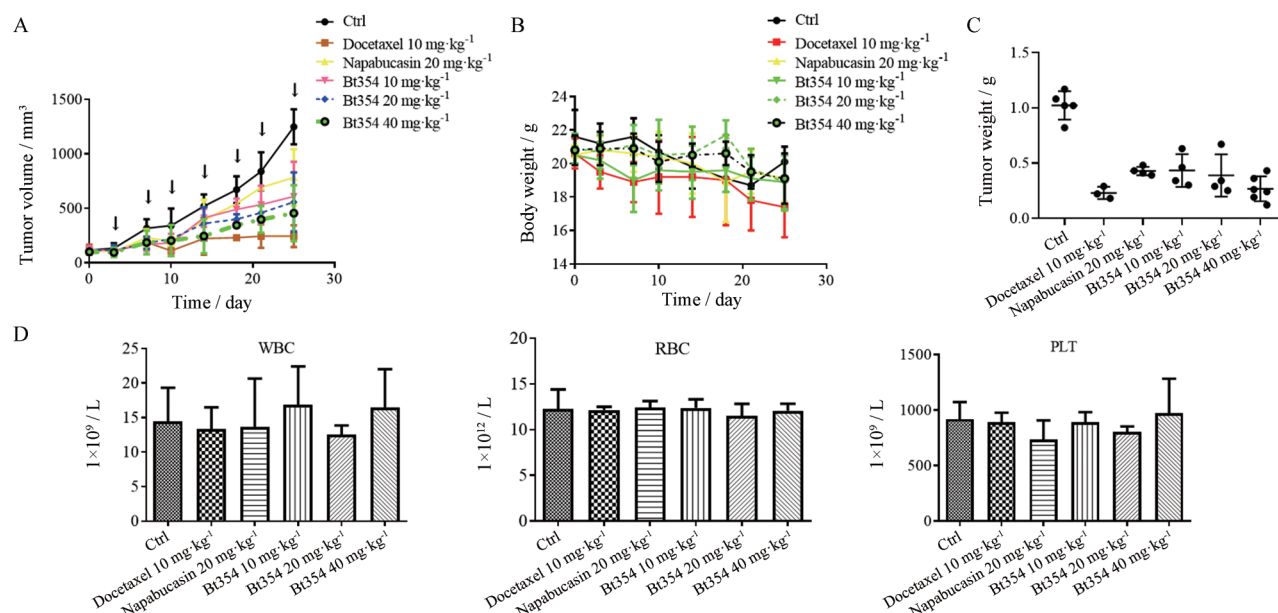 A
Ctrl
Docetaxel 10 mg·kg⁻¹
Napabucasin 20 mg·kg⁻¹
Bt354 10 mg·kg⁻¹
Bt354 20 mg·kg⁻¹
Bt354 40 mg·kg⁻¹
Tumor volume / mm³
1500
1000
500
0
0 10 20 30
Time / day
B
Ctrl
Docetaxel 10 mg·kg⁻¹
Napabucasin 20 mg·kg⁻¹
Bt354 10 mg·kg⁻¹
Bt354 20 mg·kg⁻¹
Bt354 40 mg·kg⁻¹
Body weight / g
26
24
22
20
18
16
14
0 10 20 30
Time / day
C
Tumor weight / g
1.5
1.0
0.5
0.0
Ctrl
Docetaxel 10 mg·kg⁻¹
Napabucasin 20 mg·kg⁻¹
Bt354 10 mg·kg⁻¹
Bt354 20 mg·kg⁻¹
Bt354 40 mg·kg⁻¹
D
WBC
1×10⁹ / L
25
20
15
10
5
0
Ctrl
Docetaxel 10 mg·kg⁻¹
Napabucasin 20 mg·kg⁻¹
Bt354 10 mg·kg⁻¹
Bt354 20 mg·kg⁻¹
Bt354 40 mg·kg⁻¹
RBC
1×10¹² / L
20
15
10
5
0
Ctrl
Docetaxel 10 mg·kg⁻¹
Napabucasin 20 mg·kg⁻¹
Bt354 10 mg·kg⁻¹
Bt354 20 mg·kg⁻¹
Bt354 40 mg·kg⁻¹
PLT
1×10⁹ / L
1500
1000
500
0
Ctrl
Docetaxel 10 mg·kg⁻¹
Napabucasin 20 mg·kg⁻¹
Bt354 10 mg·kg⁻¹
Bt354 20 mg·kg⁻¹
Bt354 40 mg·kg⁻¹